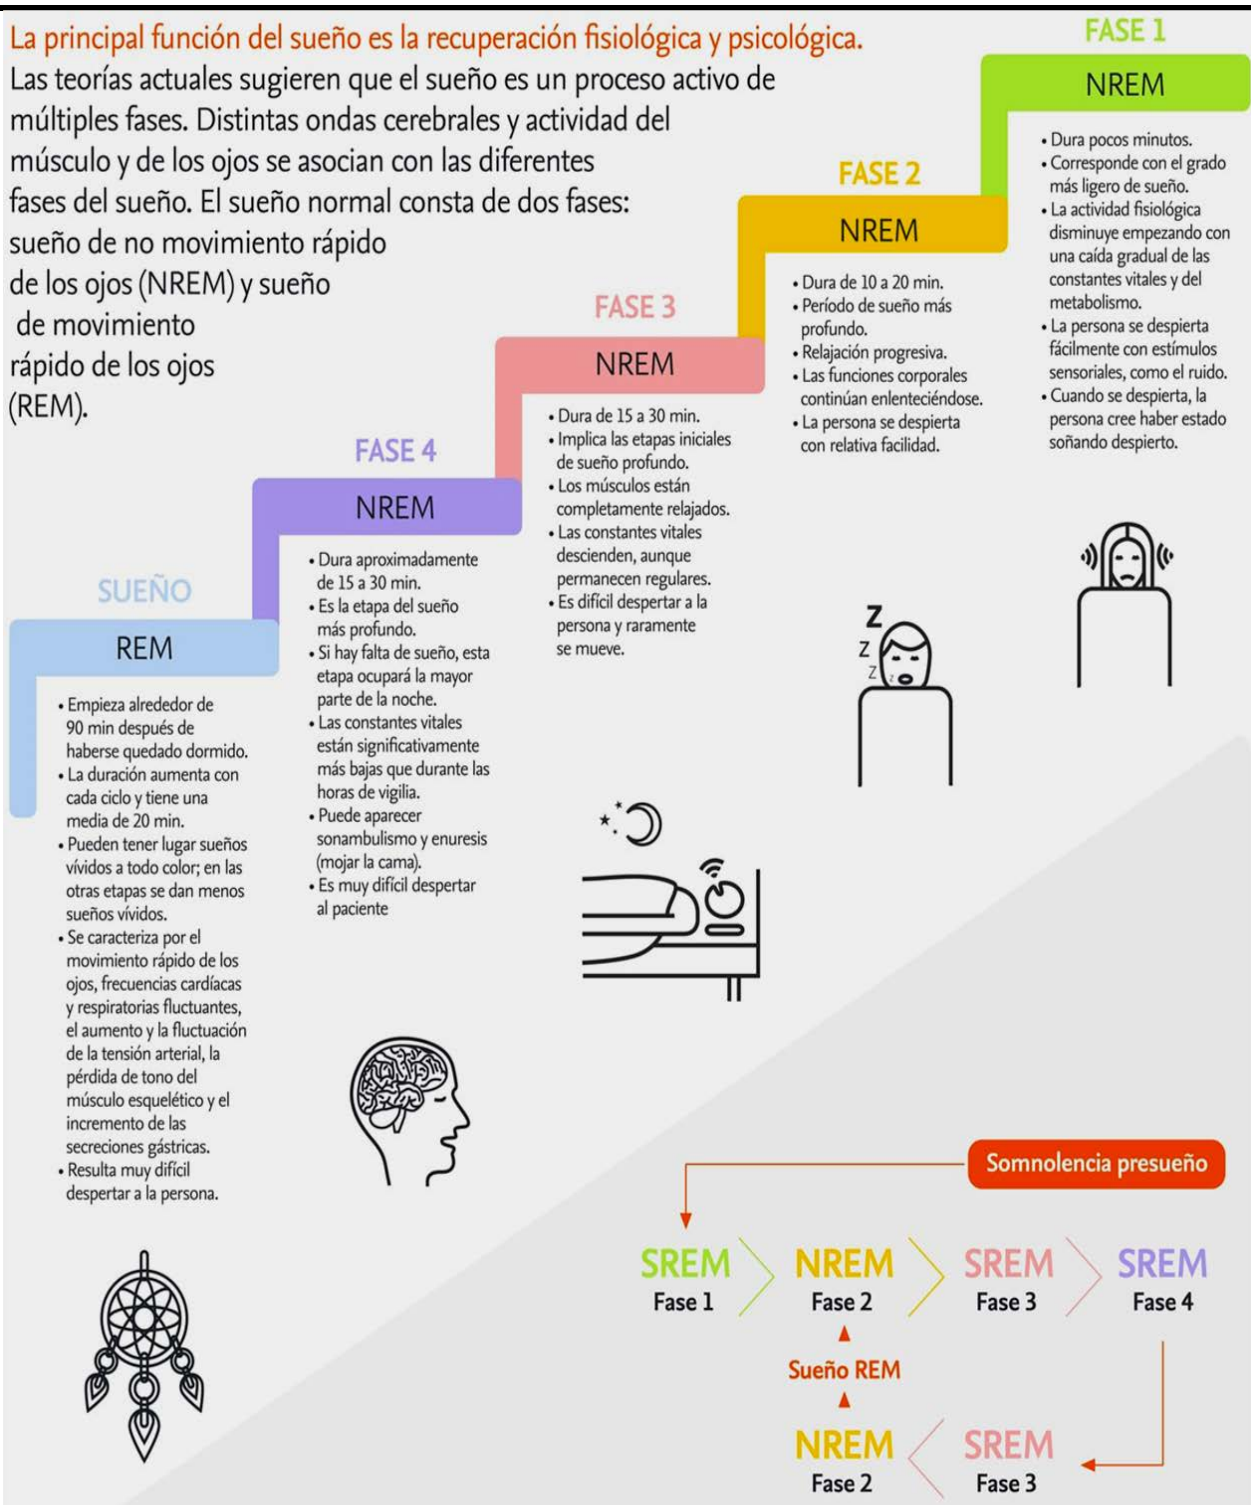 La principal función del sueño es la recuperación fisiológica y psicológica.
Las teorías actuales sugieren que el sueño es un proceso activo de
múltiples fases. Distintas ondas cerebrales y actividad del
músculo y de los ojos se asocian con las diferentes
fases del sueño. El sueño normal consta de dos fases:
sueño de no movimiento rápido
de los ojos (NREM) y sueño
de movimiento
rápido de los ojos
(REM).
FASE 1
NREM
• Dura pocos minutos.
• Corresponde con el grado
más ligero de sueño.
• La actividad fisiológica
disminuye empezando con
una caída gradual de las
constantes vitales y del
metabolismo.
• La persona se despierta
fácilmente con estímulos
sensoriales, como el ruido.
• Cuando se despierta, la
persona cree haber estado
soñando despierto.
FASE 2
NREM
• Dura de 10 a 20 min.
• Período de sueño más
profundo.
• Relajación progresiva.
• Las funciones corporales
continúan enlenteciéndose.
• La persona se despierta
con relativa facilidad.
FASE 3
NREM
• Dura de 15 a 30 min.
• Implica las etapas iniciales
de sueño profundo.
• Los músculos están
completamente relajados.
• Las constantes vitales
descienden, aunque
permanecen regulares.
• Es difícil despertar a la
persona y raramente
se mueve.
FASE 4
NREM
• Dura aproximadamente
de 15 a 30 min.
• Es la etapa del sueño
más profundo.
• Si hay falta de sueño, esta
etapa ocupará la mayor
parte de la noche.
• Las constantes vitales
están significativamente
más bajas que durante las
horas de vigilia.
• Puede aparecer
sonambulismo y enuresis
(mojar la cama).
• Es muy difícil despertar
al paciente
SUEÑO
REM
• Empieza alrededor de
90 min después de
haberse quedado dormido.
• La duración aumenta con
cada ciclo y tiene una
media de 20 min.
• Pueden tener lugar sueños
vívidos a todo color; en las
otras etapas se dan menos
sueños vívidos.
• Se caracteriza por el
movimiento rápido de los
ojos, frecuencias cardíacas
y respiratorias fluctuantes,
el aumento y la fluctuación
de la tensión arterial, la
pérdida de tono del
músculo esquelético y el
incremento de las
secreciones gástricas.
• Resulta muy difícil
despertar a la persona.
Z
Z
Z
z
Somnolencia presueño
SREM
Fase 1
NREM
Fase 2
SREM
Fase 3
SREM
Fase 4
Sueño REM
NREM
Fase 2
SREM
Fase 3